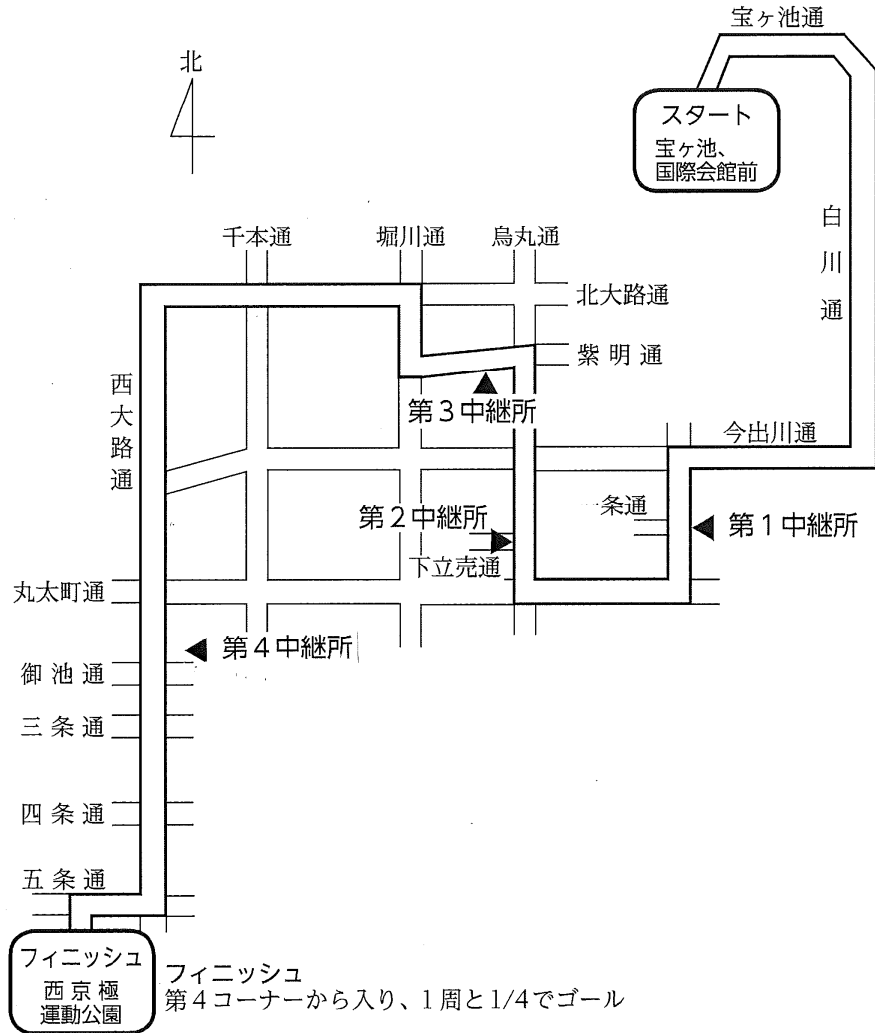 宝ヶ池通
北
スタート
宝ヶ池、
国際会館前
白川通
千本通
堀川通
烏丸通
北大路通
紫明通
西大路通
第3中継所
今出川通
一条通
第2中継所
第1中継所
下立売通
丸太町通
第4中継所
御池通
三条通
四条通
五条通
フィニッシュ
西京極
運動公園
フィニッシュ
第4コーナーから入り、1周と1/4でゴール